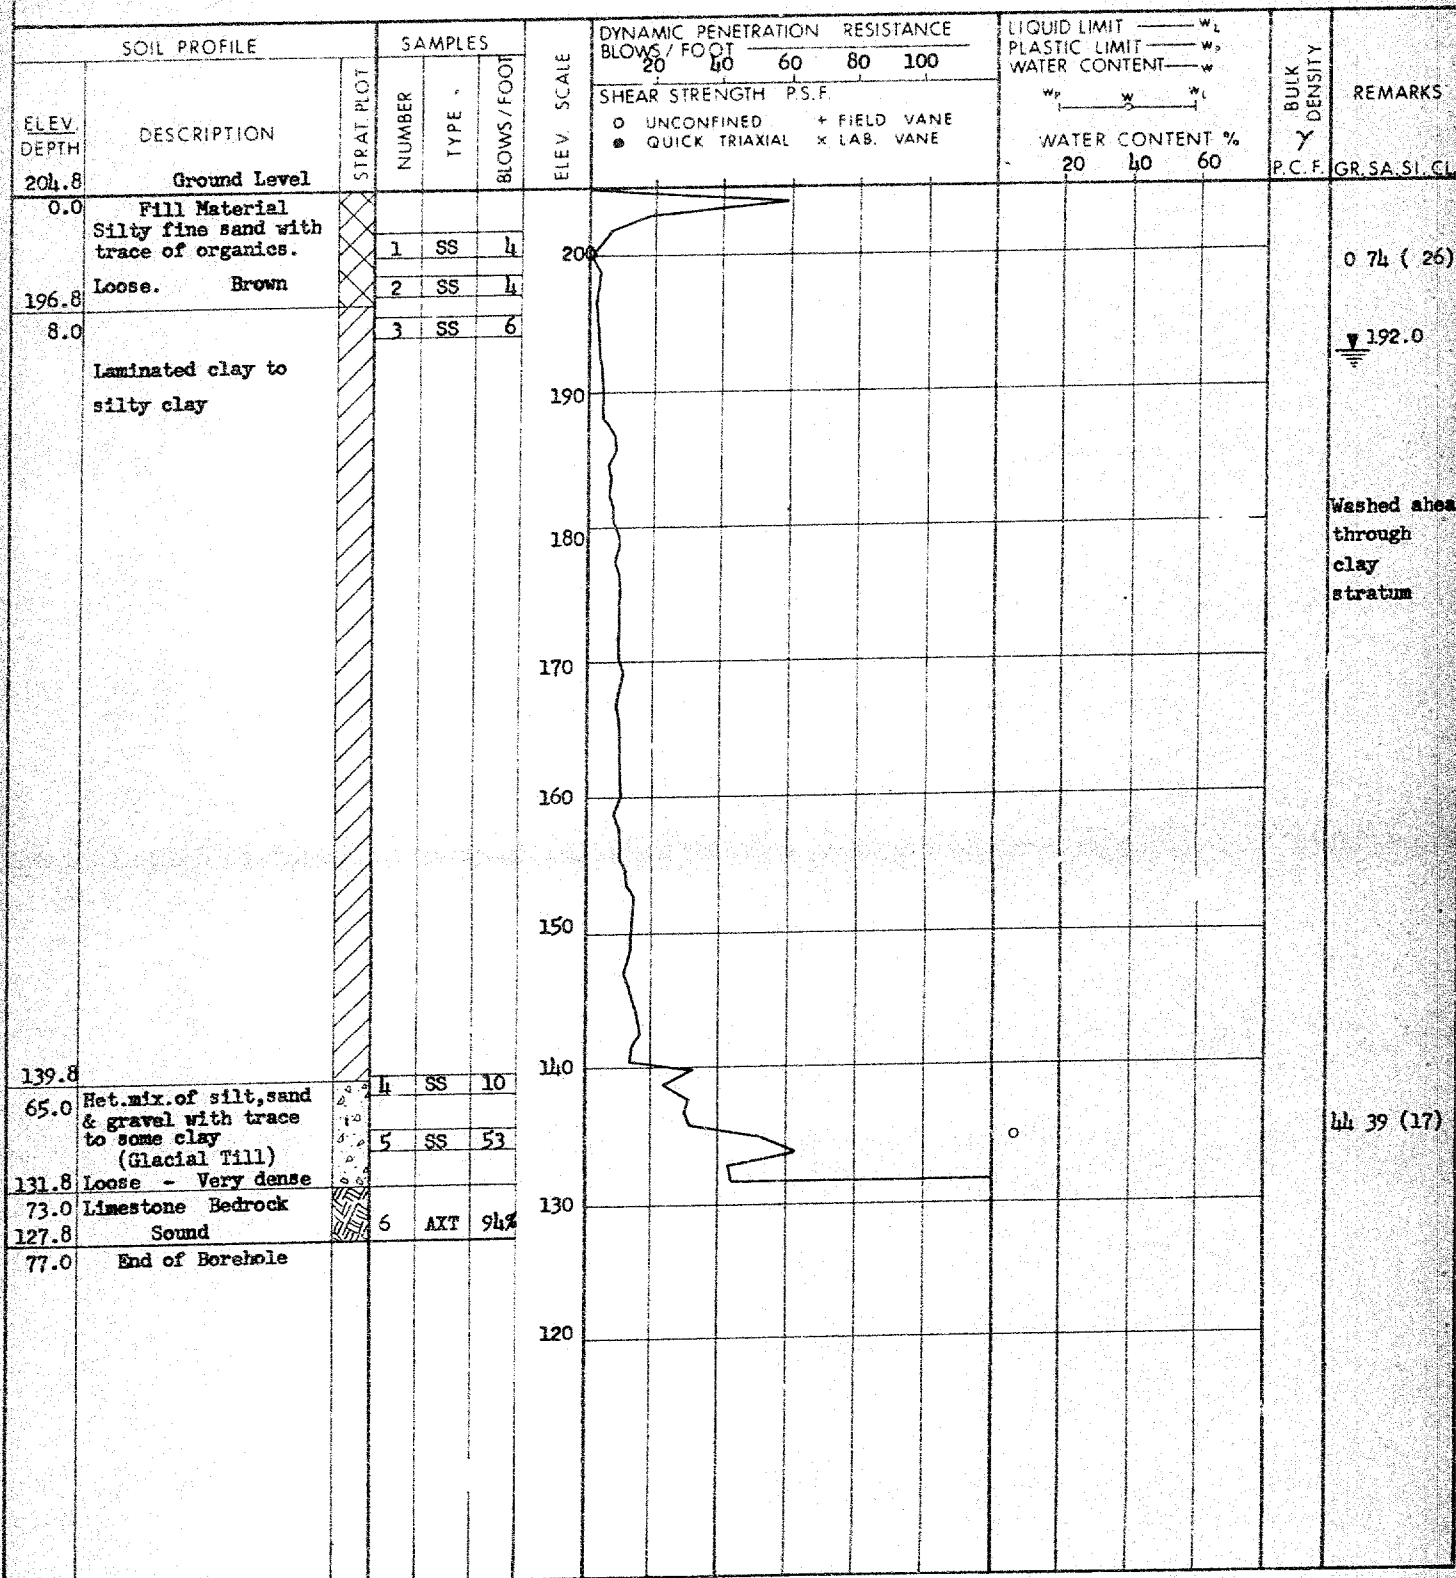 SOIL PROFILE
SAMPLES
ELEV. SCALE
DYNAMIC PENETRATION RESISTANCE
BLOWS / FOOT
20 40 60 80 100
SHEAR STRENGTH P.S.F.
O UNCONFINED + FIELD VANE
● QUICK TRIAXIAL × LAB. VANE
LIQUID LIMIT — wL
PLASTIC LIMIT — wP
WATER CONTENT — w
wP w wL
WATER CONTENT %
20 40 60
BULK DENSITY
γ
P.C.F.
REMARKS
GR.SA.SI.CL
ELEV.
DEPTH
DESCRIPTION
STRAT PLOT
NUMBER
TYPE
BLOWS / FOOT
204.8 Ground Level
0.0 Fill Material
Silty fine sand with
trace of organics.
1 SS 4
200
0 74 ( 26)
Loose. Brown
2 SS 4
196.8
8.0
3 SS 6
192.0
Laminated clay to
silty clay
190
180
Washed ahea
through
clay
stratum
170
160
150
140
139.8
4 SS 10
65.0 Het.mix.of silt,sand
& gravel with trace
to some clay
5 SS 53
44 39 (17)
(Glacial Till)
131.8 Loose - Very dense
73.0 Limestone Bedrock
130
6 AXT 94%
127.8 Sound
77.0 End of Borehole
120